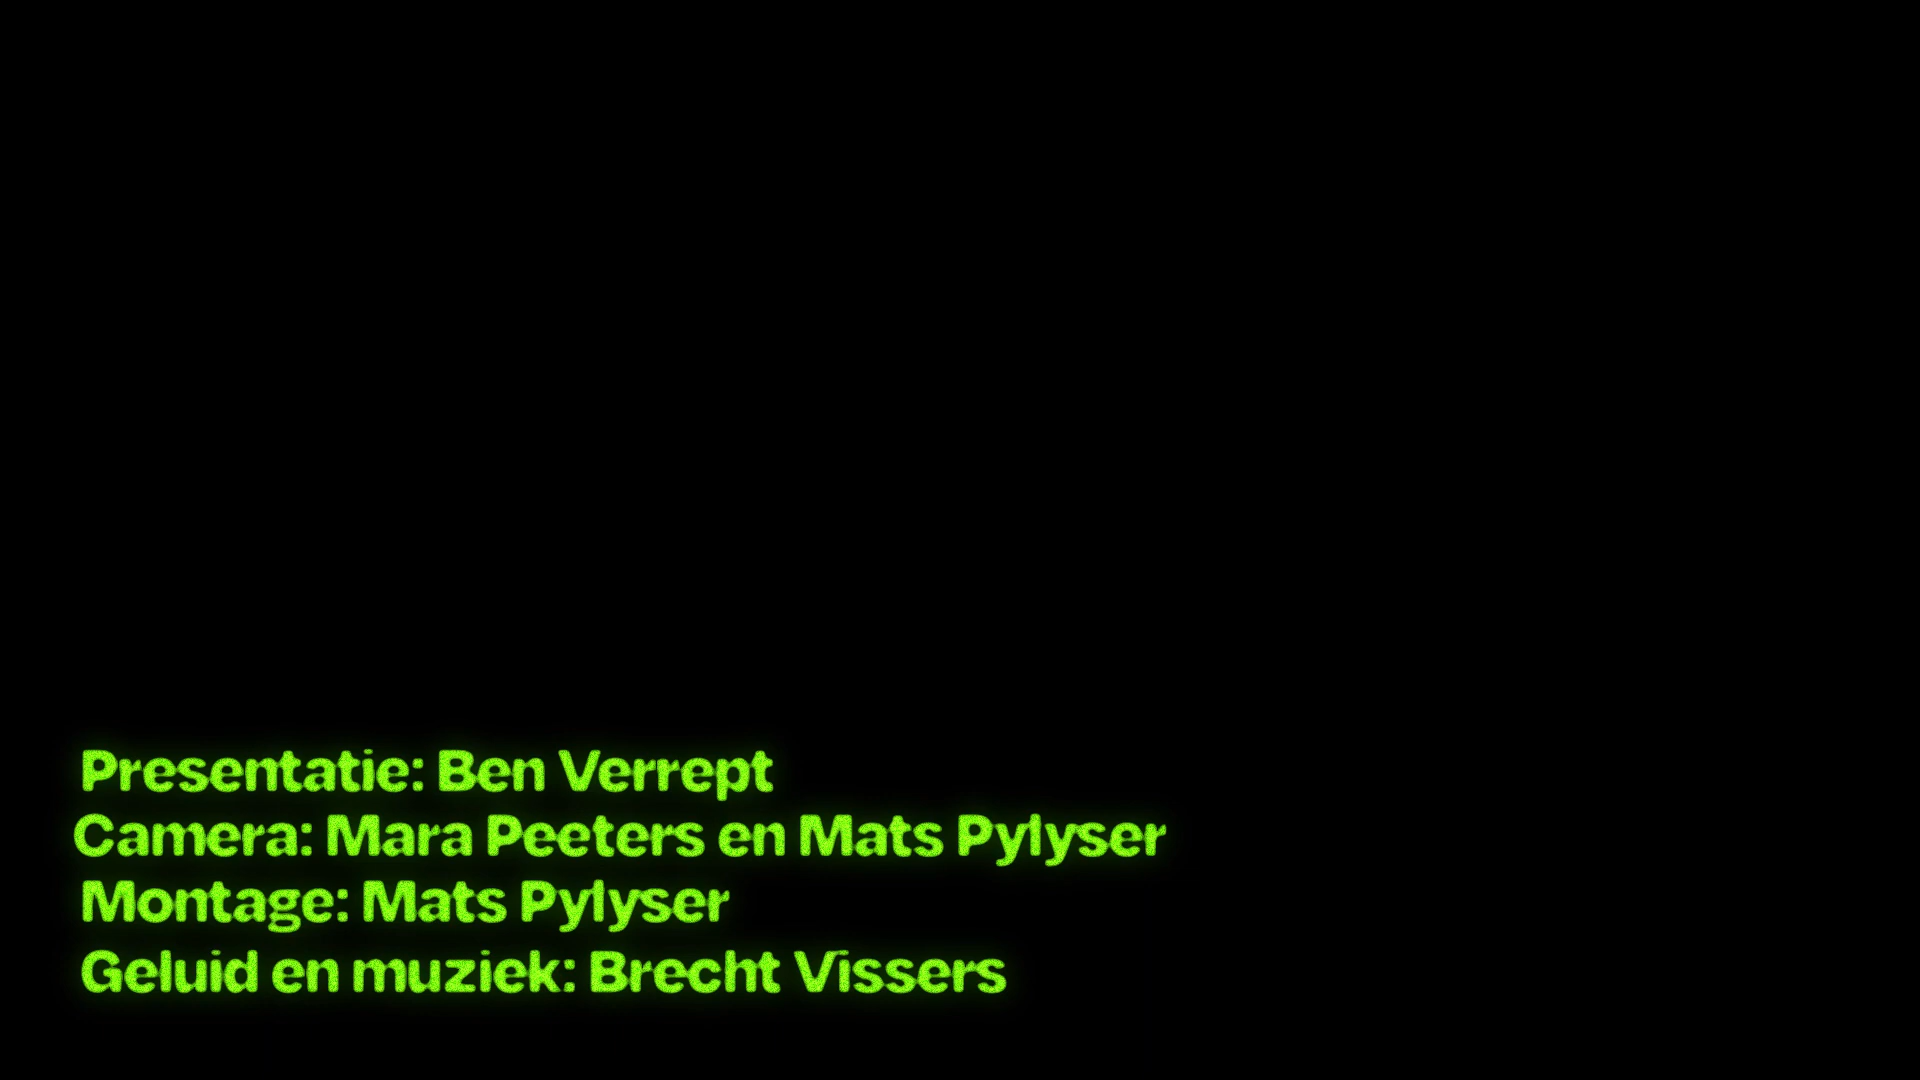 Presentatie: Ben Verrept
Camera: Mara Peeters en Mats Pylyser
Montage: Mats Pylyser
Geluid en muziek: Brecht Vissers